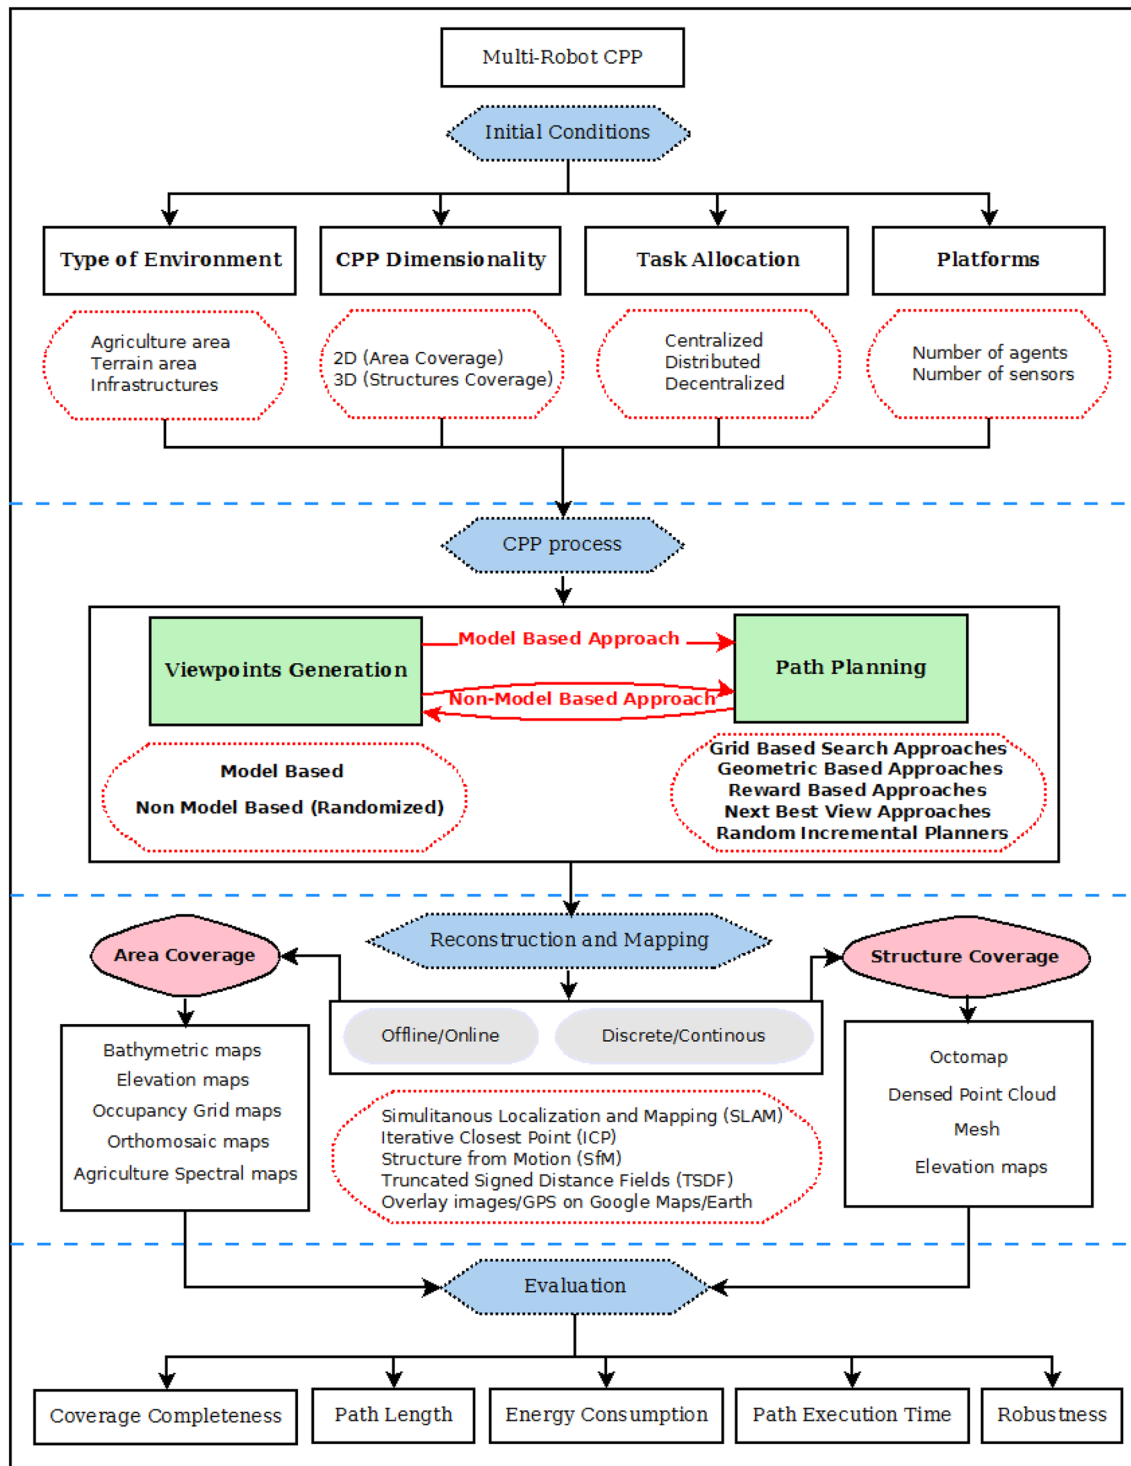 Multi-Robot CPP
Initial Conditions
Type of Environment
CPP Dimensionality
Task Allocation
Platforms
Agriculture area
Terrain area
Infrastructures
2D (Area Coverage)
3D (Structures Coverage)
Centralized
Distributed
Decentralized
Number of agents
Number of sensors
CPP process
Viewpoints Generation
Model Based Approach
Non-Model Based Approach
Path Planning
Model Based
Non Model Based (Randomized)
Grid Based Search Approaches
Geometric Based Approaches
Reward Based Approaches
Next Best View Approaches
Random Incremental Planners
Reconstruction and Mapping
Area Coverage
Structure Coverage
Offline/Online
Discrete/Continous
Bathymetric maps
Elevation maps
Occupancy Grid maps
Orthomosaic maps
Agriculture Spectral maps
Simulitanous Localization and Mapping (SLAM)
Iterative Closest Point (ICP)
Structure from Motion (SfM)
Truncated Signed Distance Fields (TSDF)
Overlay images/GPS on Google Maps/Earth
Octomap
Densed Point Cloud
Mesh
Elevation maps
Evaluation
Coverage Completeness
Path Length
Energy Consumption
Path Execution Time
Robustness